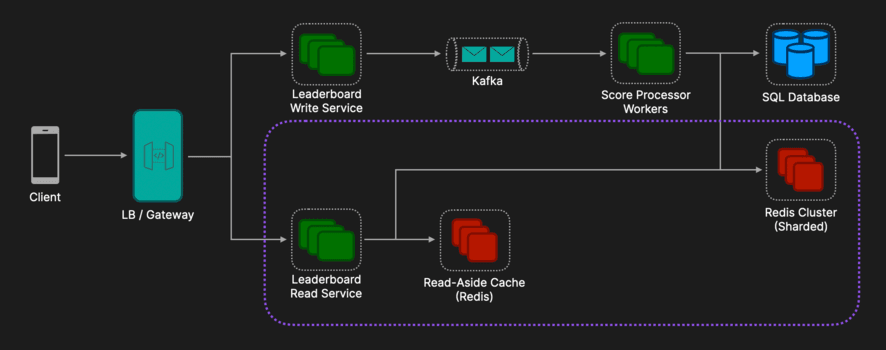 Client
LB / Gateway
Leaderboard
Write Service
Kafka
Score Processor
Workers
SQL Database
Leaderboard
Read Service
Read-Aside Cache
(Redis)
Redis Cluster
(Sharded)